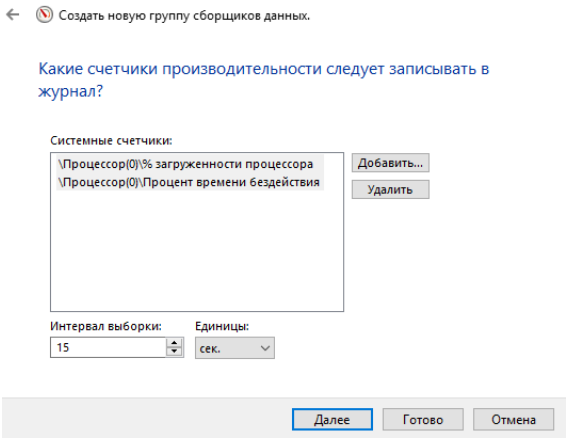 Создать новую группу сборщиков данных.
Какие счетчики производительности следует записывать в
журнал?
Системные счетчики:
\Процессор(0)\% загруженности процессора
\Процессор(0)\Процент времени бездействия
Добавить...
Удалить
Интервал выборки:
Единицы:
15
сек.
Далее
Готово
Отмена